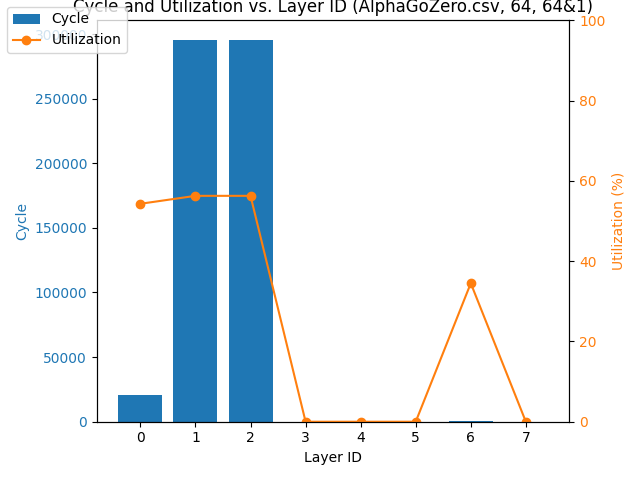 Cycle and Utilization vs. Layer ID (AlphaGoZero.csv, 64, 64&1)
Cycle
Utilization
300000
250000
200000
150000
100000
50000
0
Cycle
100
80
60
40
20
0
Utilization (%)
0 1 2 3 4 5 6 7
Layer ID